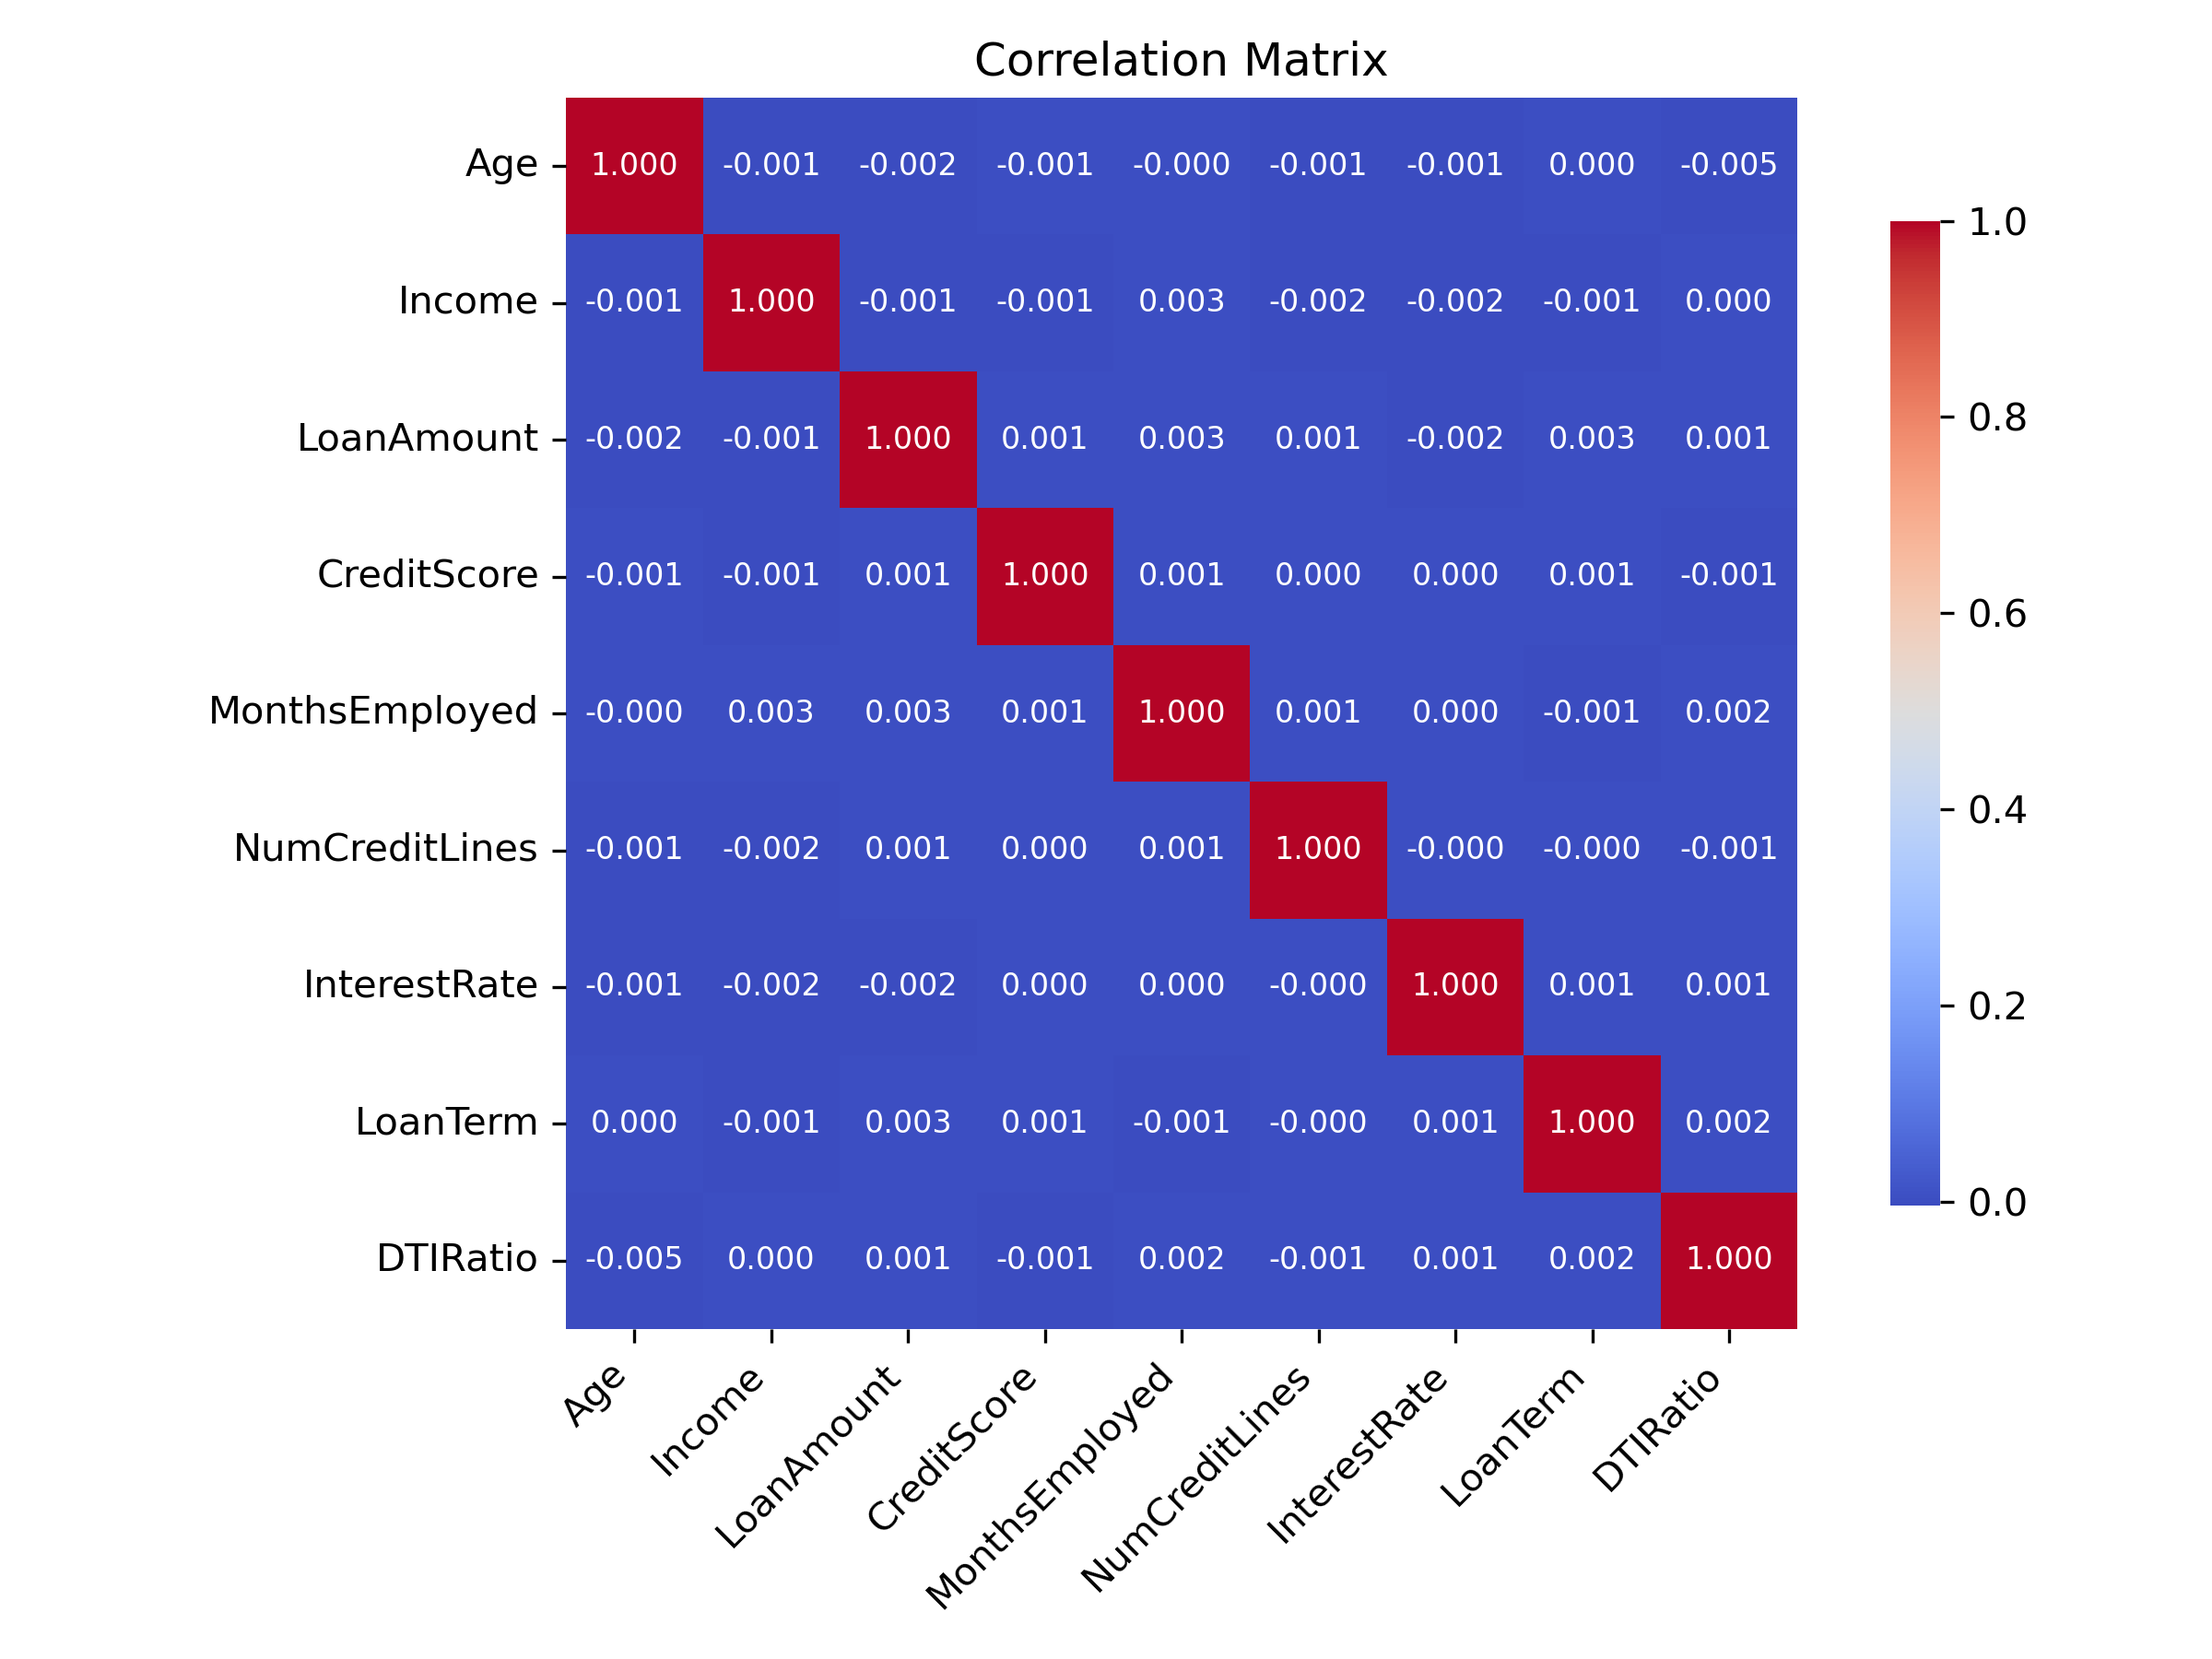 Correlation Matrix
Age 1.000 -0.001 -0.002 -0.001 -0.000 -0.001 -0.001 0.000 -0.005
Income -0.001 1.000 -0.001 -0.001 0.003 -0.002 -0.002 -0.001 0.000
LoanAmount -0.002 -0.001 1.000 0.001 0.003 0.001 -0.002 0.003 0.001
CreditScore -0.001 -0.001 0.001 1.000 0.001 0.000 0.000 0.001 -0.001
MonthsEmployed -0.000 0.003 0.003 0.001 1.000 0.001 0.000 -0.001 0.002
NumCreditLines -0.001 -0.002 0.001 0.000 0.001 1.000 -0.000 -0.000 -0.001
InterestRate -0.001 -0.002 -0.002 0.000 0.000 -0.000 1.000 0.001 0.001
LoanTerm 0.000 -0.001 0.003 0.001 -0.001 -0.000 0.001 1.000 0.002
DTIRatio -0.005 0.000 0.001 -0.001 0.002 -0.001 0.001 0.002 1.000
Age Income LoanAmount CreditScore MonthsEmployed NumCreditLines InterestRate LoanTerm DTIRatio
1.0
0.8
0.6
0.4
0.2
0.0